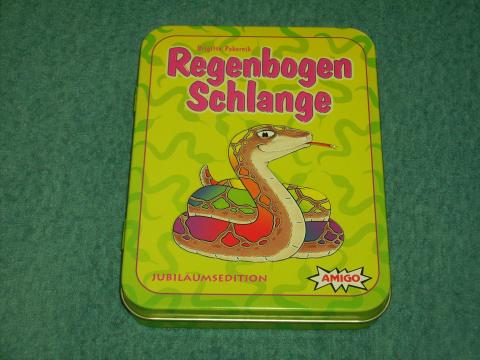 Brigitte Pokornik
Regenbogen
Schlange
JUBILÄUMSEDITION
AMIGO